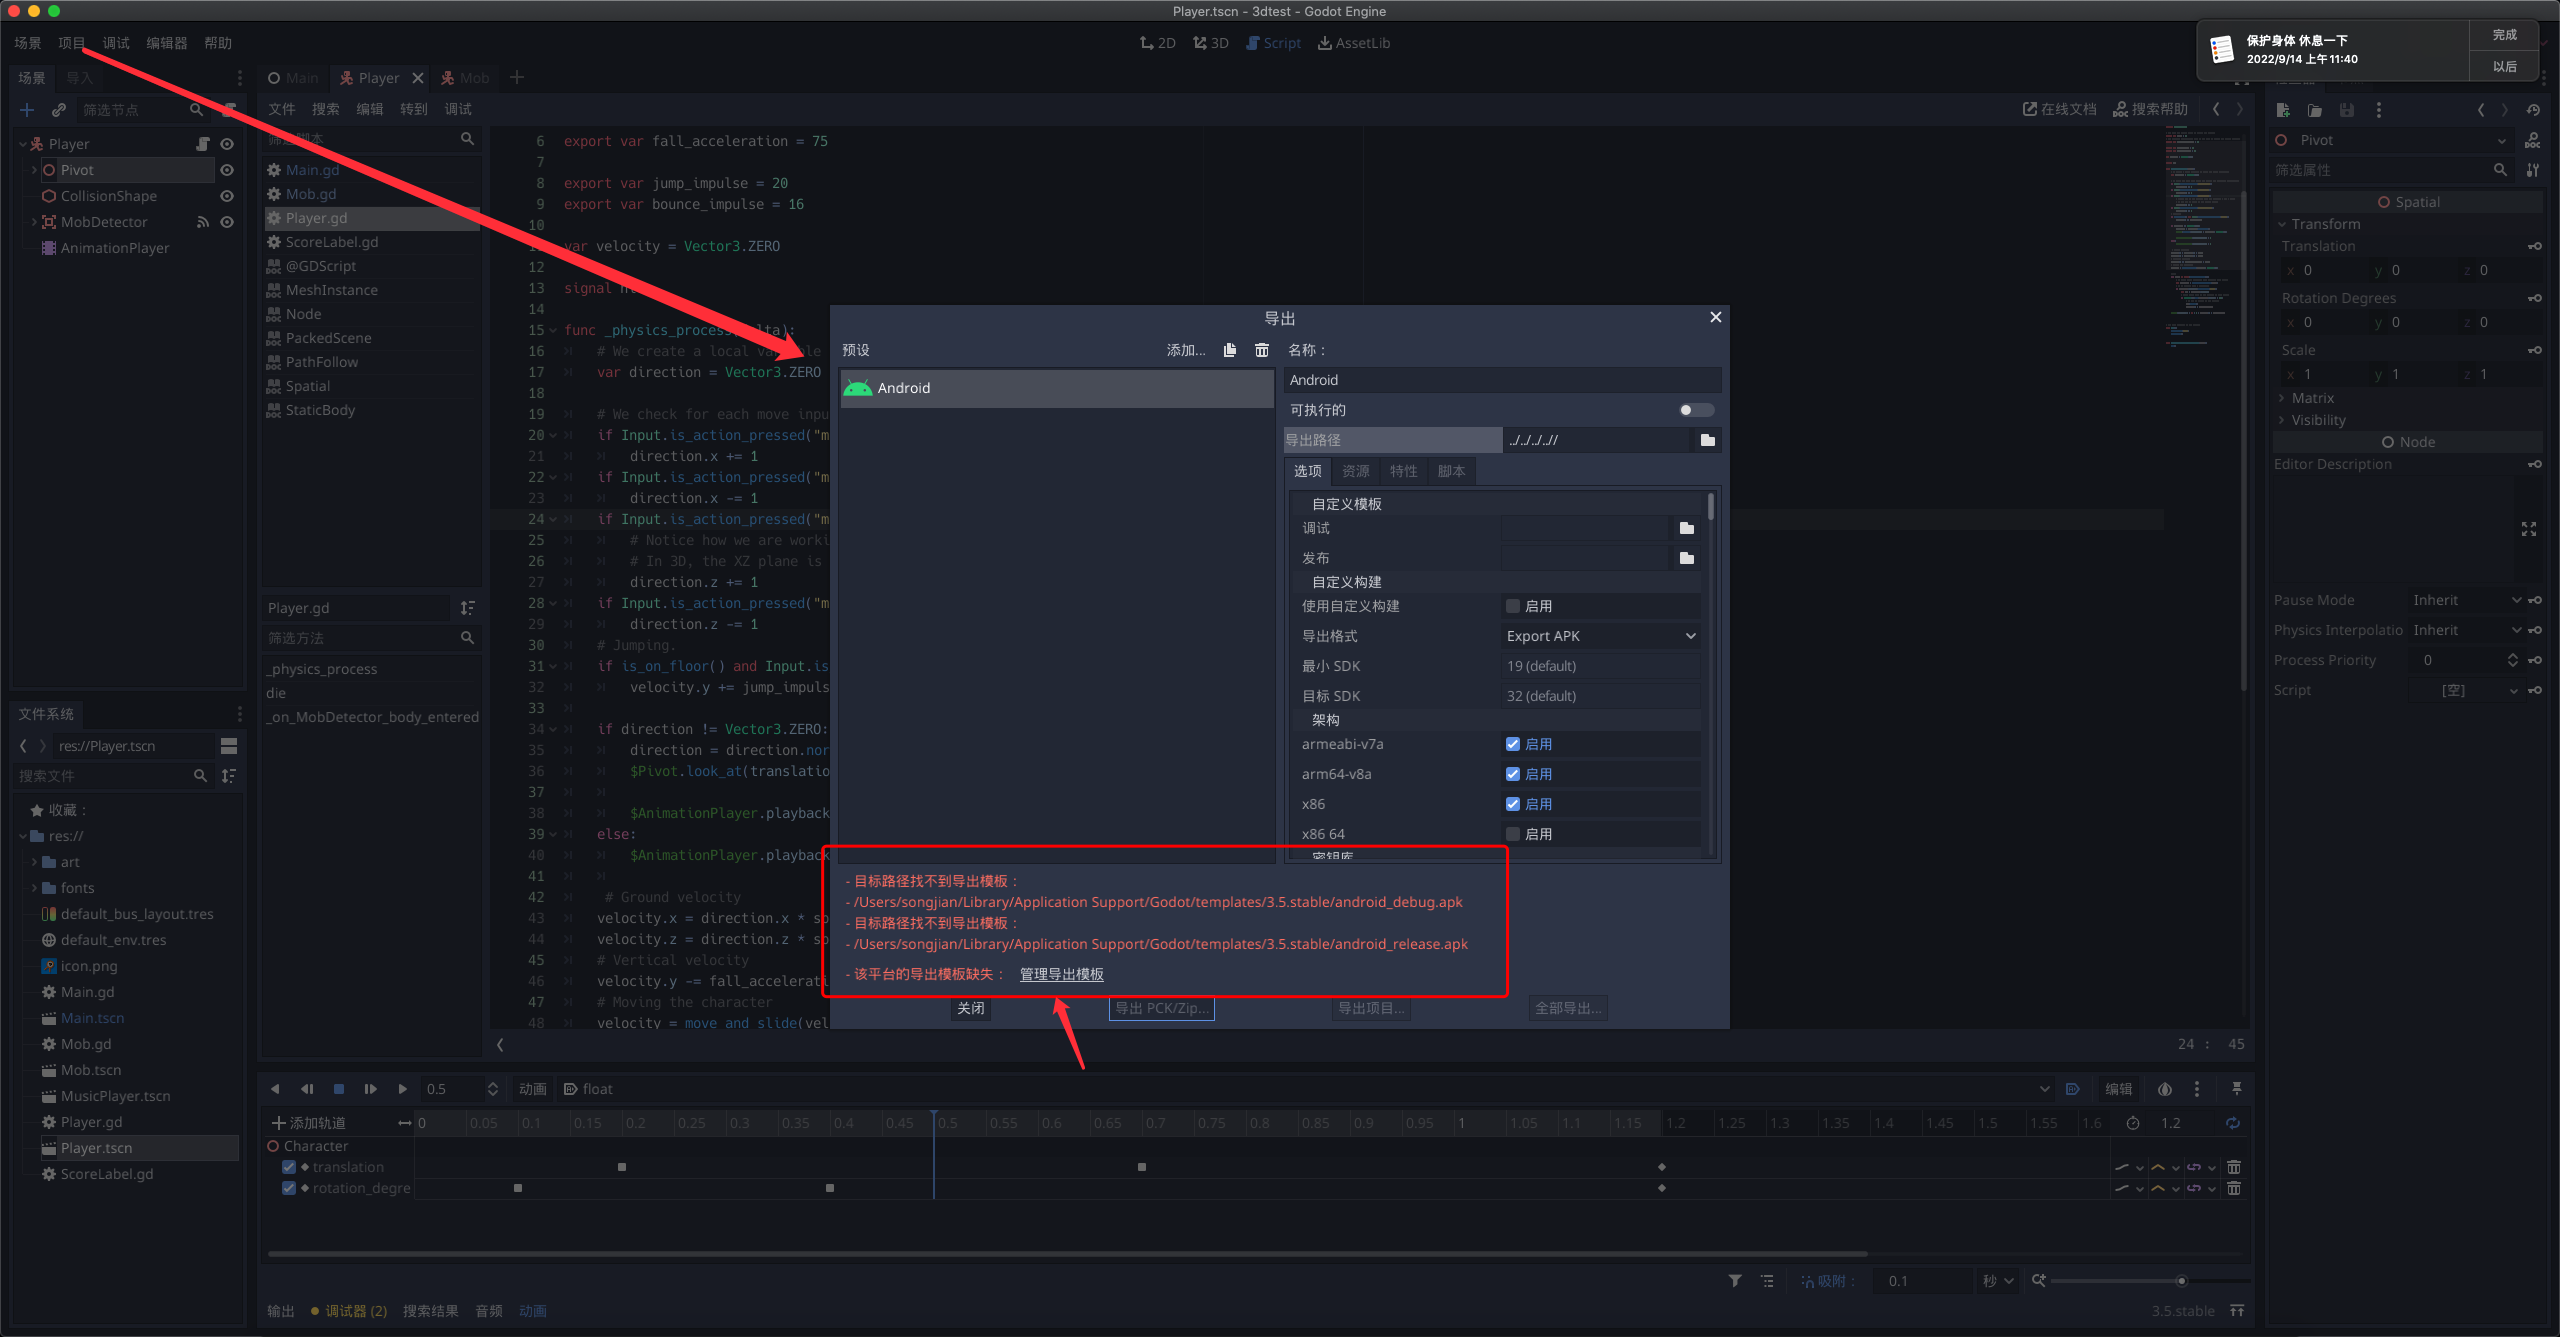 Player.tscn - 3dtest - Godot Engine
场景 项目 调试 编辑器 帮助
2D 3D Script AssetLib
保护身体 休息一下
2022/9/14 上午11:40
完成
以后
场景 导入
Main Player Mob
筛选节点
文件 搜索 编辑 转到 调试
在线文档 搜索帮助
Player
Pivot
CollisionShape
MobDetector
AnimationPlayer
筛选脚本
Main.gd
Mob.gd
Player.gd
ScoreLabel.gd
@GDScript
MeshInstance
Node
PackedScene
PathFollow
Spatial
StaticBody
Player.gd
筛选方法
_physics_process
die
_on_MobDetector_body_entered
6 export var fall_acceleration = 75
7
8 export var jump_impulse = 20
9 export var bounce_impulse = 16
10
var velocity = Vector3.ZERO
12
13 signal
14
15 func _physics_process(
16 # We create a local
17 var direction = Vector3.ZERO
18
19 # We check for each move inpu
20 if Input.is_action_pressed("m
21 direction.x += 1
22 if Input.is_action_pressed("m
23 direction.x -= 1
24 if Input.is_action_pressed("m
25 # Notice how we are worki
26 # In 3D, the XZ plane is
27 direction.z += 1
28 if Input.is_action_pressed("m
29 direction.z -= 1
30 # Jumping.
31 if is_on_floor() and Input.is
32 velocity.y += jump_impuls
33
34 if direction != Vector3.ZERO:
35 direction = direction.nor
36 $Pivot.look_at(translatio
37
38 $AnimationPlayer.playback
39 else:
40 $AnimationPlayer.playback
41
42 # Ground velocity
43 velocity.x = direction.x * sp
44 velocity.z = direction.z * sp
45 # Vertical velocity
46 velocity.y -= fall_accelerati
47 # Moving the character
48 velocity = move_and_slide(vel
24 : 45
导出
预设 添加... 名称：
Android
Android
可执行的
导出路径 ../../../..//
选项 资源 特性 脚本
自定义模板
调试
发布
自定义构建
使用自定义构建 启用
导出格式 Export APK
最小 SDK 19 (default)
目标 SDK 32 (default)
架构
armeabi-v7a 启用
arm64-v8a 启用
x86 启用
x86 64 启用
密钥库
- 目标路径找不到导出模板：
- /Users/songjian/Library/Application Support/Godot/templates/3.5.stable/android_debug.apk
- 目标路径找不到导出模板：
- /Users/songjian/Library/Application Support/Godot/templates/3.5.stable/android_release.apk
- 该平台的导出模板缺失： 管理导出模板
关闭 导出 PCK/Zip... 导出项目... 全部导出...
Pivot
筛选属性
Spatial
Transform
Translation
x 0 y 0 z 0
Rotation Degrees
x 0 y 0 z 0
Scale
x 1 y 1 z 1
Matrix
Visibility
Node
Editor Description
Pause Mode Inherit
Physics Interpolatio Inherit
Process Priority 0
Script [空]
文件系统
res://Player.tscn
搜索文件
收藏：
res://
art
fonts
default_bus_layout.tres
default_env.tres
icon.png
Main.gd
Main.tscn
Mob.gd
Mob.tscn
MusicPlayer.tscn
Player.gd
Player.tscn
ScoreLabel.gd
0.5 动画 float 编辑
添加轨道 0 0.05 0.1 0.15 0.2 0.25 0.3 0.35 0.4 0.45 0.5 0.55 0.6 0.65 0.7 0.75 0.8 0.85 0.9 0.95 1 1.05 1.1 1.15 1.2 1.25 1.3 1.35 1.4 1.45 1.5 1.55 1.6 1.2
Character
translation
rotation_degre
吸附： 0.1 秒
输出 调试器 (2) 搜索结果 音频 动画
3.5.stable